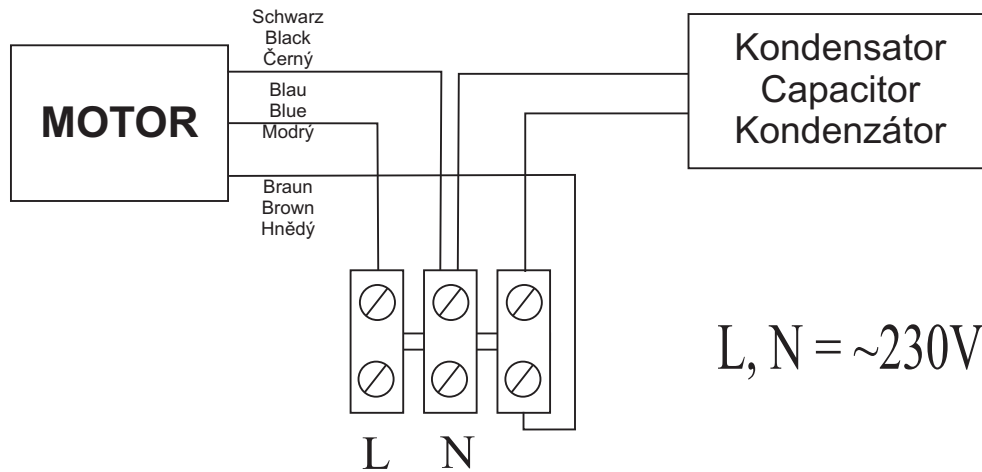 Schwarz
Black
Černý
MOTOR
Blau
Blue
Modrý
Braun
Brown
Hnědý
Kondensator
Capacitor
Kondenzátor
L, N = ~230V
L
N